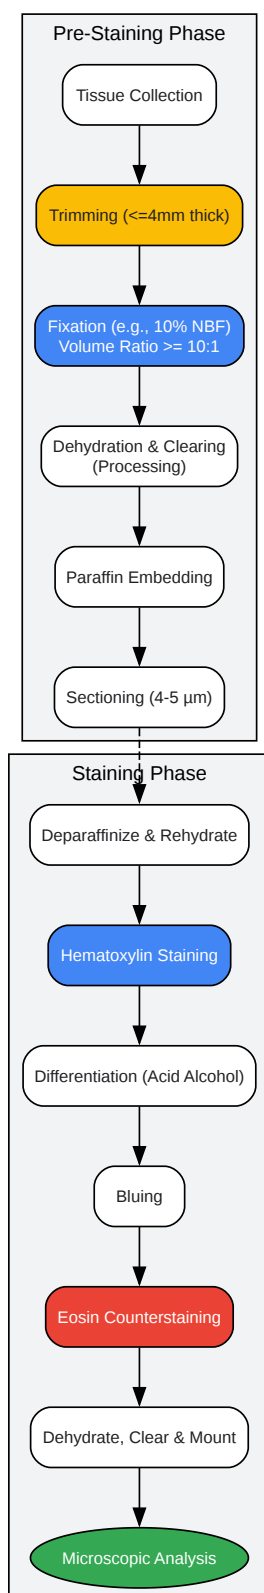 Pre-Staining Phase
Tissue Collection
Trimming (<=4mm thick)
Fixation (e.g., 10% NBF)
Volume Ratio >= 10:1
Dehydration & Clearing
(Processing)
Paraffin Embedding
Sectioning (4-5 µm)
Staining Phase
Deparaffinize & Rehydrate
Hematoxylin Staining
Differentiation (Acid Alcohol)
Bluing
Eosin Counterstaining
Dehydrate, Clear & Mount
Microscopic Analysis